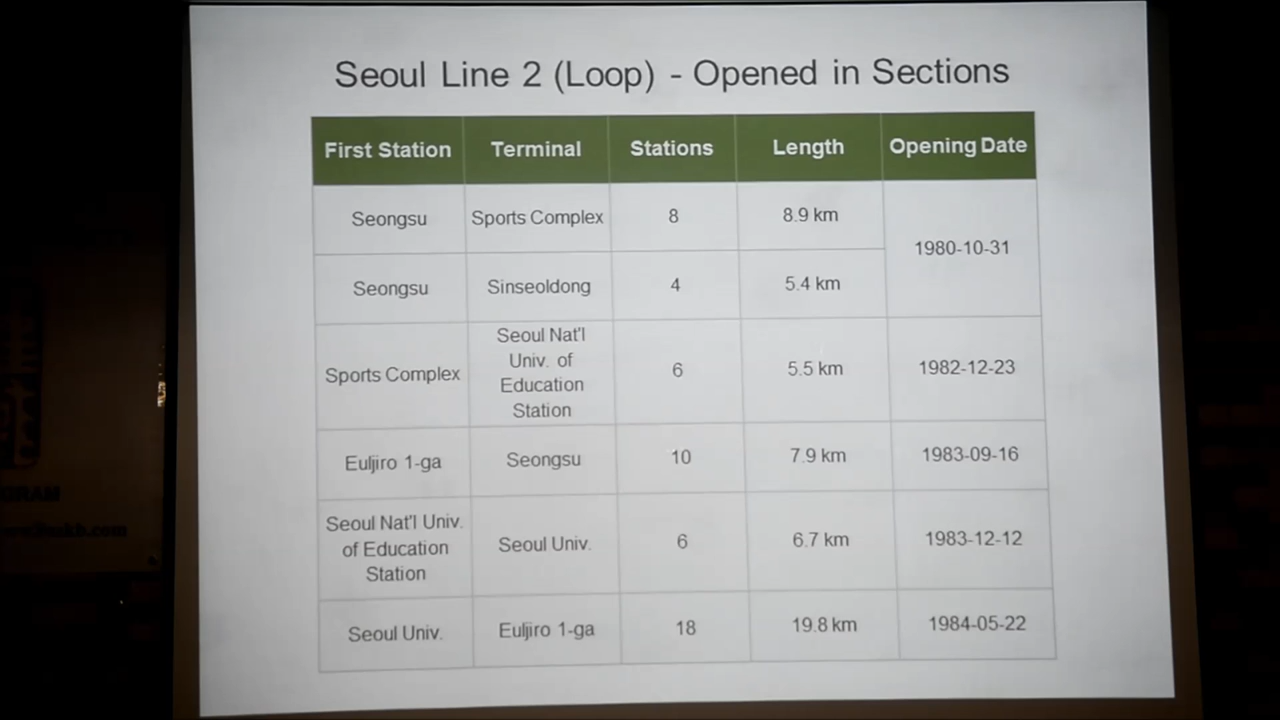 Seoul Line 2 (Loop) - Opened in Sections
First Station Terminal Stations Length Opening Date
Seongsu Sports Complex 8 8.9 km 1980-10-31
Seongsu Sinseoldong 4 5.4 km
Sports Complex Seoul Nat'l Univ. of Education Station 6 5.5 km 1982-12-23
Euljiro 1-ga Seongsu 10 7.9 km 1983-09-16
Seoul Nat'l Univ. of Education Station Seoul Univ. 6 6.7 km 1983-12-12
Seoul Univ. Euljiro 1-ga 18 19.8 km 1984-05-22